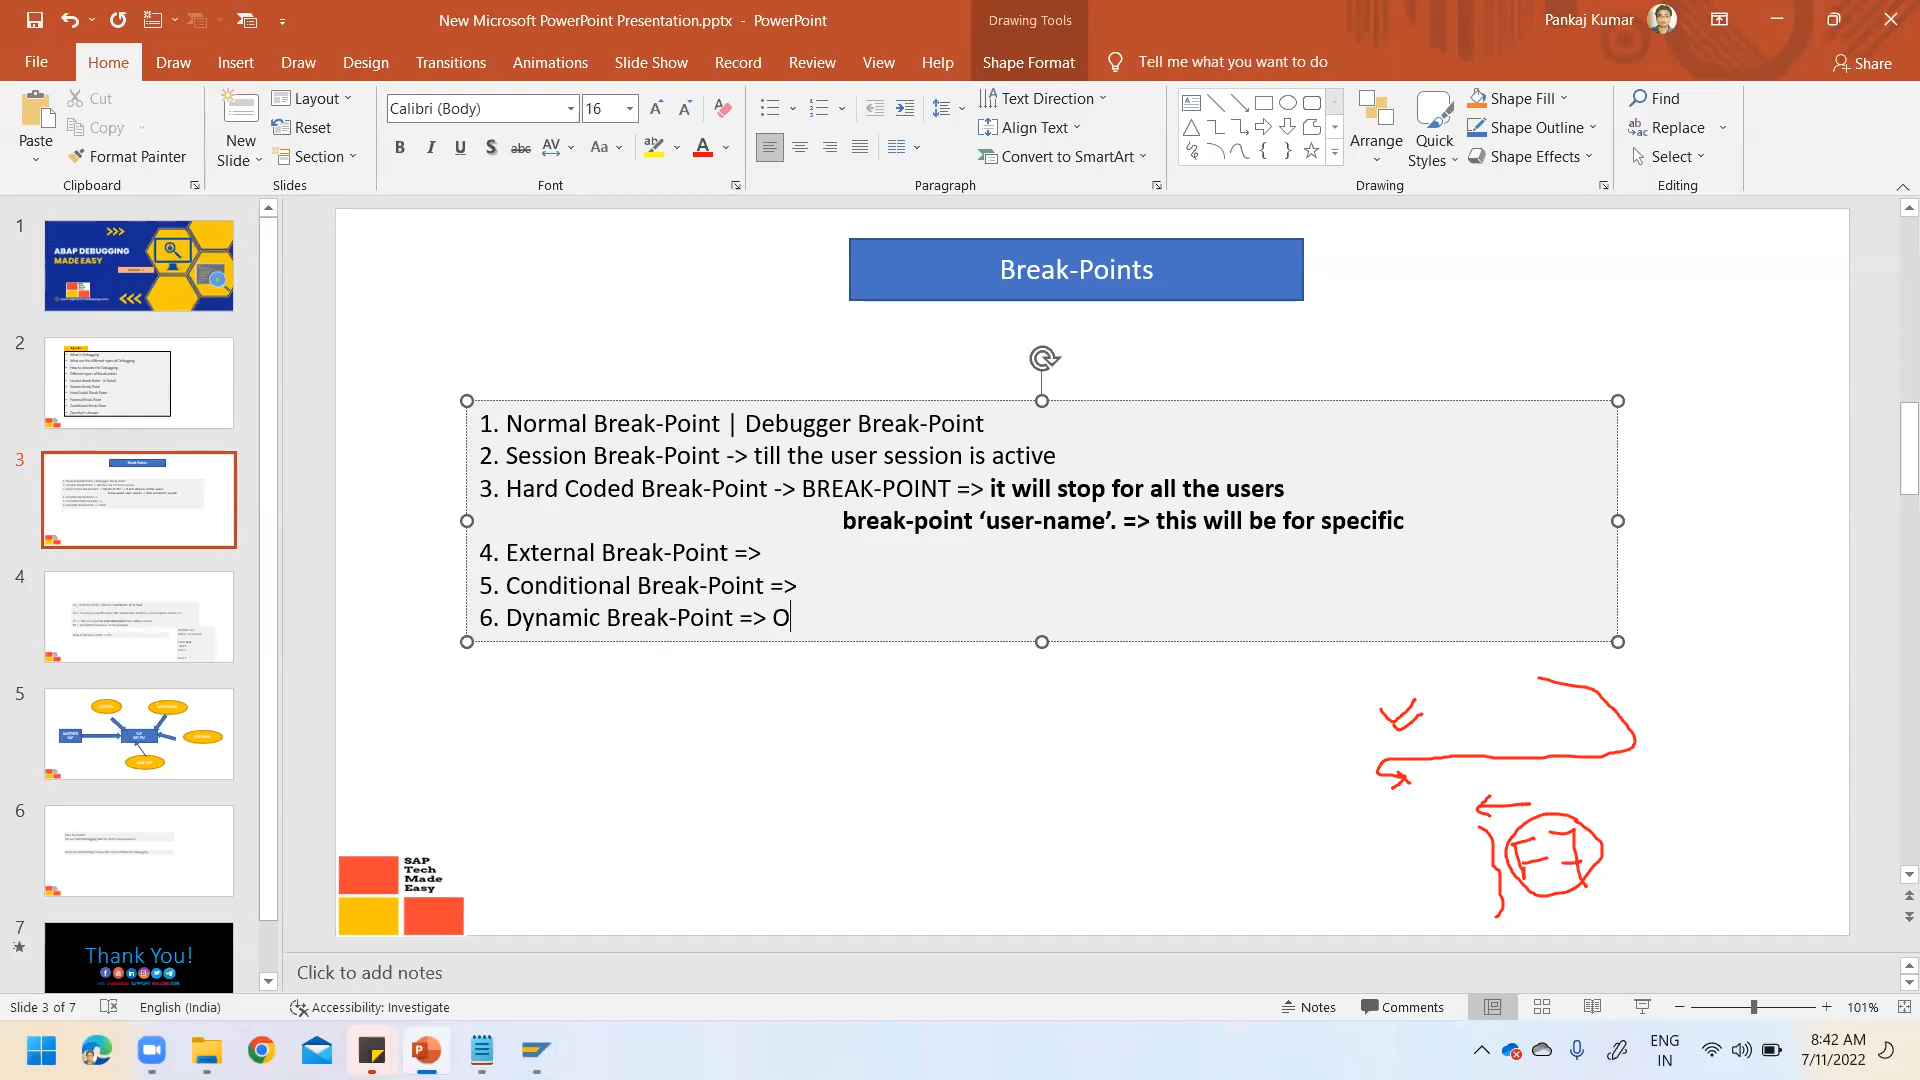 New Microsoft PowerPoint Presentation.pptx - PowerPoint
Drawing Tools
Pankaj Kumar
File
Home
Draw
Insert
Draw
Design
Transitions
Animations
Slide Show
Record
Review
View
Help
Shape Format
Tell me what you want to do
Share
Paste
Cut
Copy
Format Painter
Clipboard
New Slide
Layout
Reset
Section
Slides
Calibri (Body)
16
Font
Text Direction
Align Text
Convert to SmartArt
Paragraph
Arrange
Quick Styles
Shape Fill
Shape Outline
Shape Effects
Drawing
Find
Replace
Select
Editing
1
ABAP DEBUGGING
MADE EASY
2
3
4
5
6
7
Thank You!
Break-Points
1. Normal Break-Point | Debugger Break-Point
2. Session Break-Point -> till the user session is active
3. Hard Coded Break-Point -> BREAK-POINT => it will stop for all the users
break-point ‘user-name’. => this will be for specific
4. External Break-Point =>
5. Conditional Break-Point =>
6. Dynamic Break-Point => O
F7
SAP
Tech
Made
Easy
Click to add notes
Slide 3 of 7
English (India)
Accessibility: Investigate
Notes
Comments
101%
ENG
IN
8:42 AM
7/11/2022